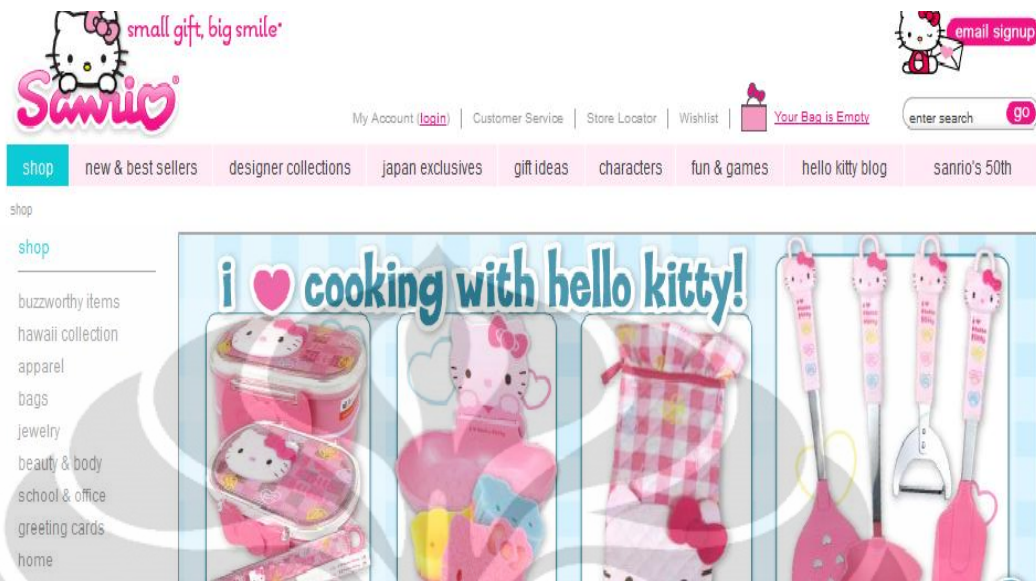 small gift, big smile*
email signup
Sanrio®
My Account (login) | Customer Service | Store Locator | Wishlist | Your Bag is Empty
enter search go
shop new & best sellers designer collections japan exclusives gift ideas characters fun & games hello kitty blog sanrio's 50th
shop
shop
i ♥ cooking with hello kitty!
buzzworthy items
hawaii collection
apparel
bags
jewelry
beauty & body
school & office
greeting cards
home